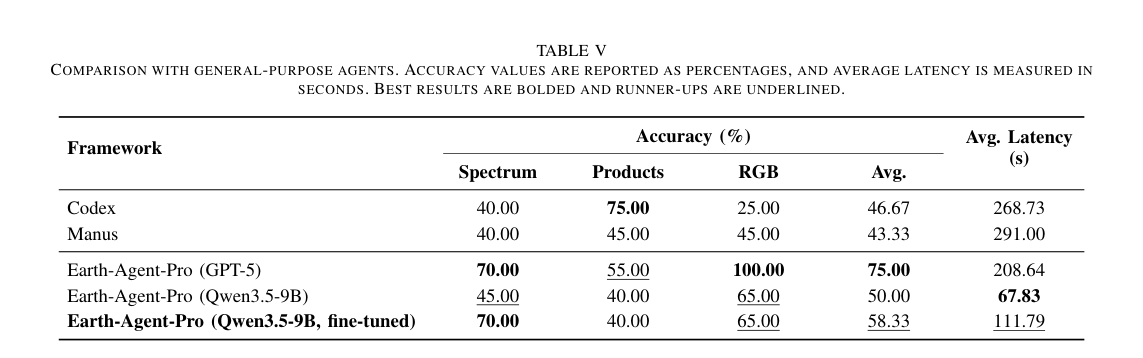 TABLE V
COMPARISON WITH GENERAL-PURPOSE AGENTS. ACCURACY VALUES ARE REPORTED AS PERCENTAGES, AND AVERAGE LATENCY IS MEASURED IN
SECONDS. BEST RESULTS ARE BOLDED AND RUNNER-UPS ARE UNDERLINED.
Framework Accuracy (%) Avg. Latency (s)
Spectrum Products RGB Avg.
Codex 40.00 75.00 25.00 46.67 268.73
Manus 40.00 45.00 45.00 43.33 291.00
Earth-Agent-Pro (GPT-5) 70.00 55.00 100.00 75.00 208.64
Earth-Agent-Pro (Qwen3.5-9B) 45.00 40.00 65.00 50.00 67.83
Earth-Agent-Pro (Qwen3.5-9B, fine-tuned) 70.00 40.00 65.00 58.33 111.79